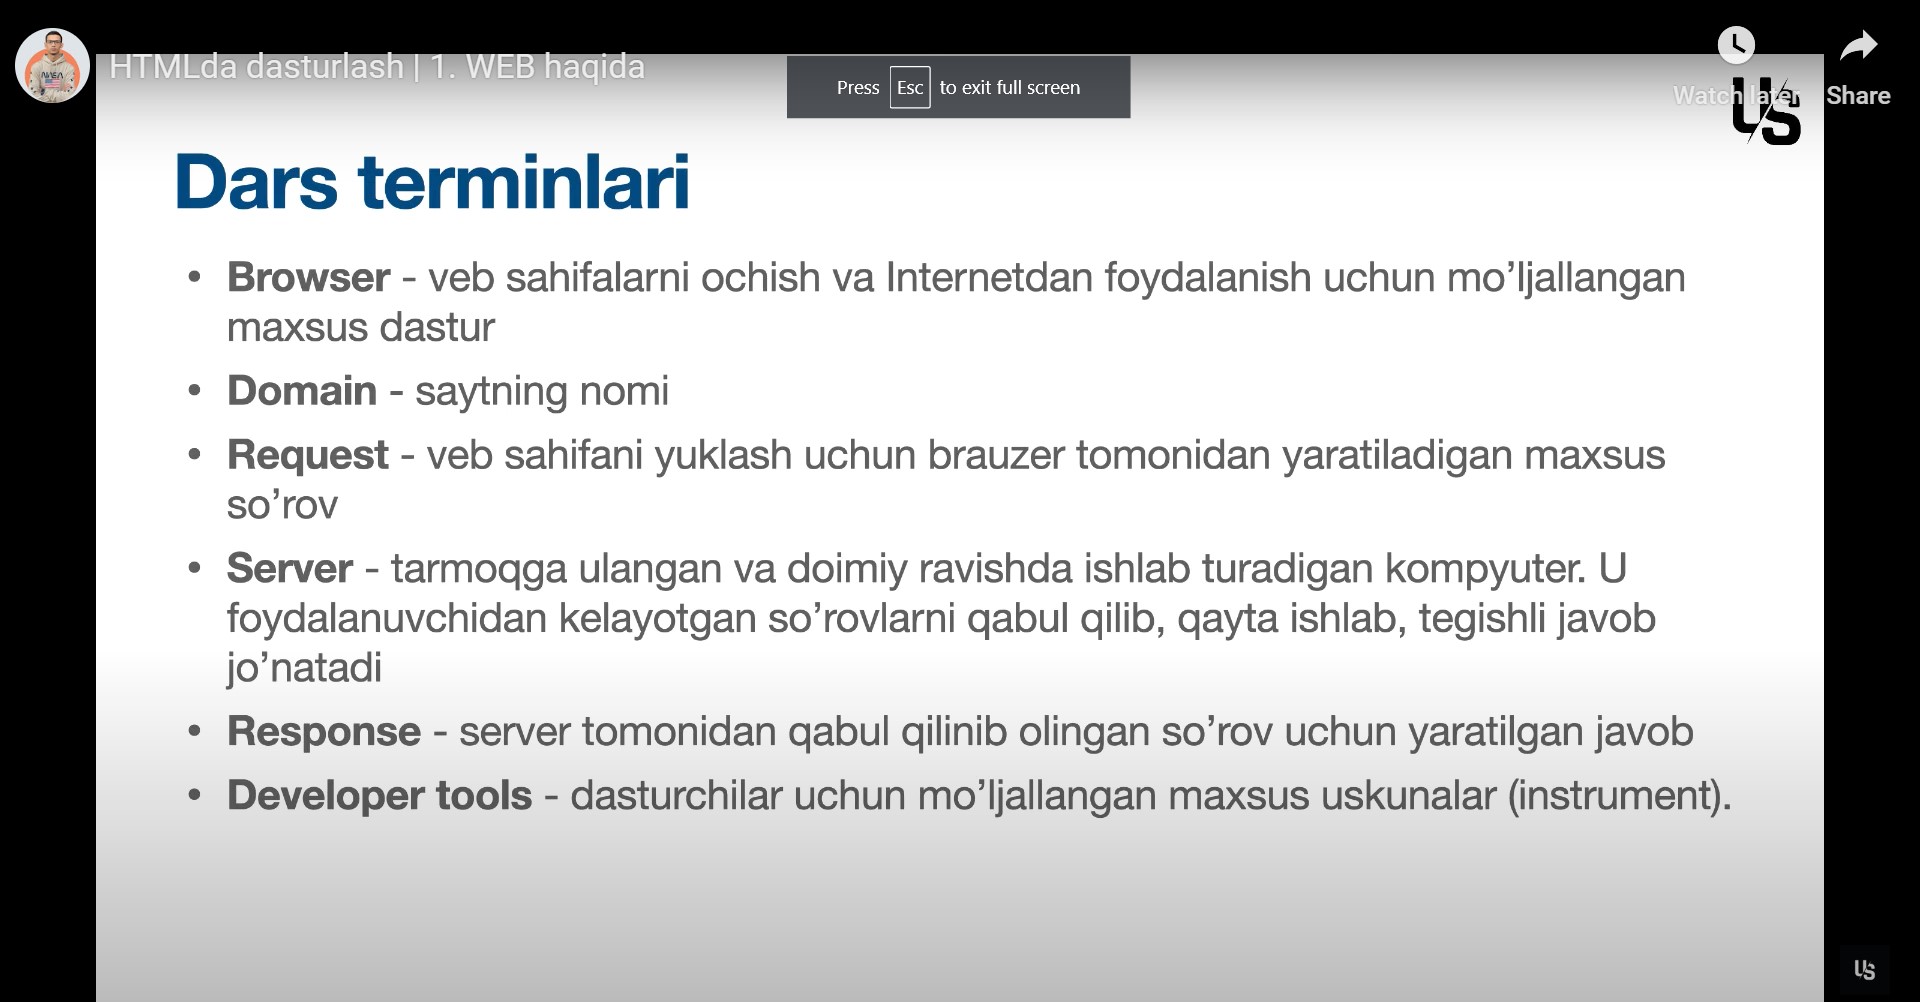 HTMLda dasturlash | 1. WEB haqida
Press Esc to exit full screen
Watch later
Share
US
Dars terminlari
• Browser - veb sahifalarni ochish va Internetdan foydalanish uchun mo’ljallangan
maxsus dastur
• Domain - saytning nomi
• Request - veb sahifani yuklash uchun brauzer tomonidan yaratiladigan maxsus
so’rov
• Server - tarmoqga ulangan va doimiy ravishda ishlab turadigan kompyuter. U
foydalanuvchidan kelayotgan so’rovlarni qabul qilib, qayta ishlab, tegishli javob
jo’natadi
• Response - server tomonidan qabul qilinib olingan so’rov uchun yaratilgan javob
• Developer tools - dasturchilar uchun mo’ljallangan maxsus uskunalar (instrument).
US